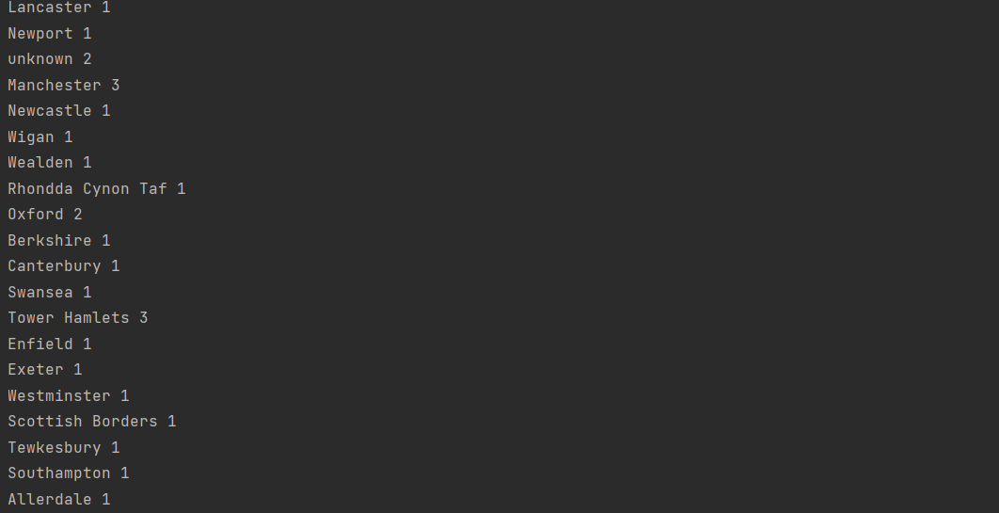 Lancaster 1
Newport 1
unknown 2
Manchester 3
Newcastle 1
Wigan 1
Wealden 1
Rhondda Cynon Taf 1
Oxford 2
Berkshire 1
Canterbury 1
Swansea 1
Tower Hamlets 3
Enfield 1
Exeter 1
Westminster 1
Scottish Borders 1
Tewkesbury 1
Southampton 1
Allerdale 1